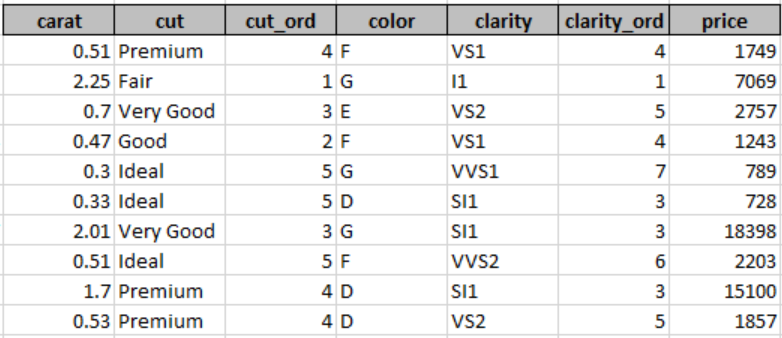 carat cut cut_ord color clarity clarity_ord price
0.51 Premium 4 F VS1 4 1749
2.25 Fair 1 G I1 1 7069
0.7 Very Good 3 E VS2 5 2757
0.47 Good 2 F VS1 4 1243
0.3 Ideal 5 G VVS1 7 789
0.33 Ideal 5 D SI1 3 728
2.01 Very Good 3 G SI1 3 18398
0.51 Ideal 5 F VVS2 6 2203
1.7 Premium 4 D SI1 3 15100
0.53 Premium 4 D VS2 5 1857